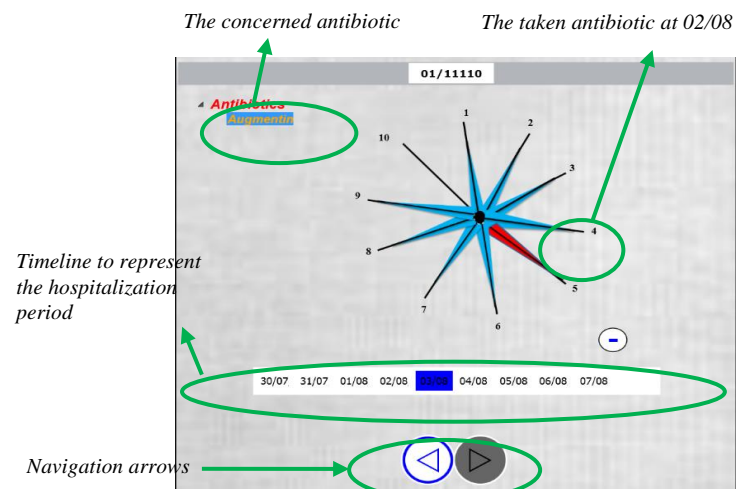 The concerned antibiotic
The taken antibiotic at 02/08
01/11110
Antibiotics
Augmentin
1
2
10
3
9
4
8
5
7
6
Timeline to represent
the hospitalization
period
-
30/07 31/07 01/08 02/08 03/08 04/08 05/08 06/08 07/08
Navigation arrows